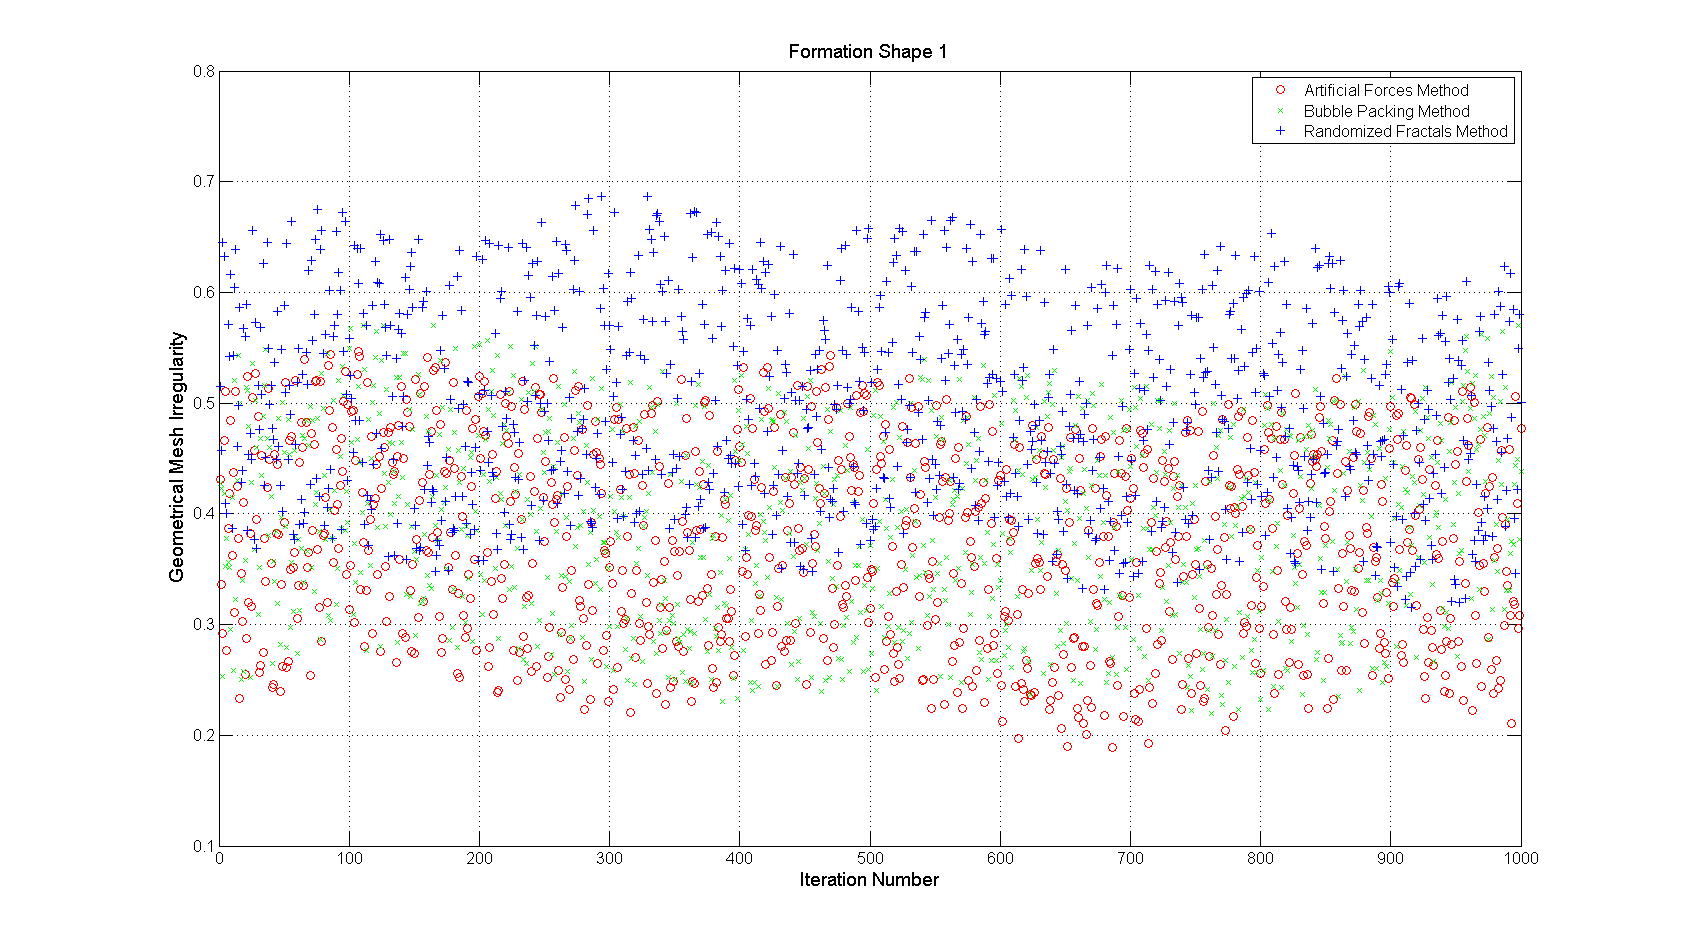 Formation Shape 1
0.8
0.7
0.6
0.5
0.4
0.3
0.2
0.1
Geometrical Mesh Irregularity
Artificial Forces Method
Bubble Packing Method
Randomized Fractals Method
0 100 200 300 400 500 600 700 800 900 1000
Iteration Number